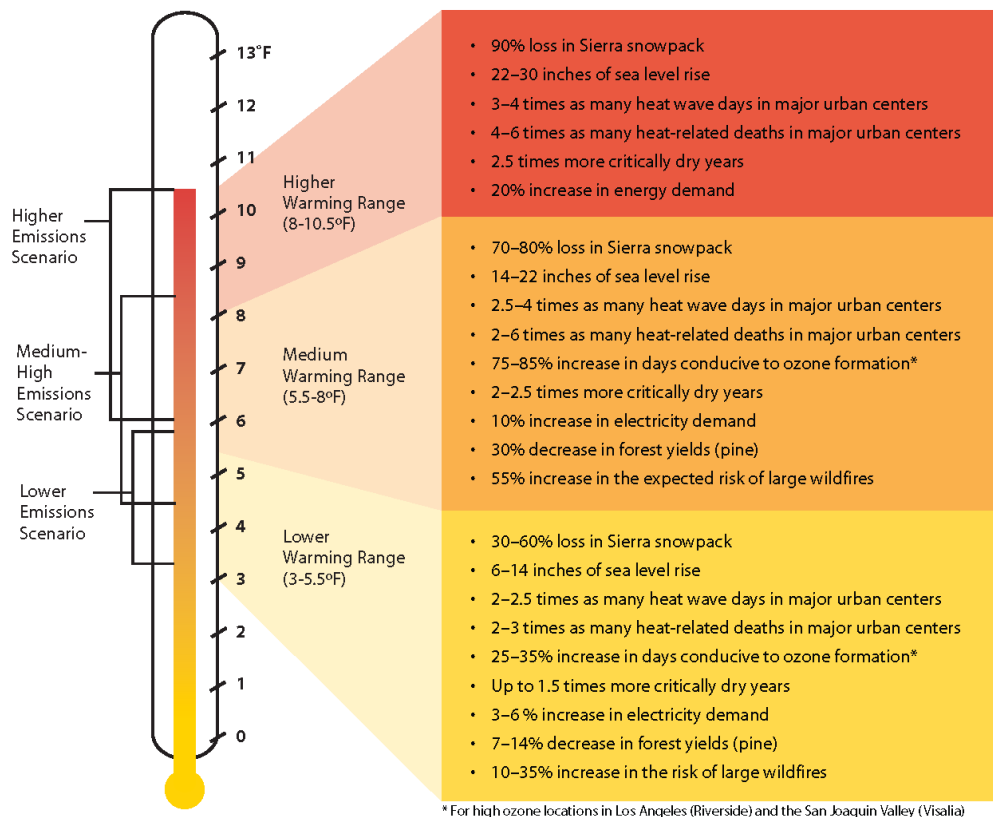 13°F
12
11
10
9
8
7
6
5
4
3
2
1
0
Higher
Emissions
Scenario
Medium-
High
Emissions
Scenario
Lower
Emissions
Scenario
Higher
Warming Range
(8-10.5ºF)
Medium
Warming Range
(5.5-8ºF)
Lower
Warming Range
(3-5.5ºF)
• 90% loss in Sierra snowpack
• 22–30 inches of sea level rise
• 3–4 times as many heat wave days in major urban centers
• 4–6 times as many heat-related deaths in major urban centers
• 2.5 times more critically dry years
• 20% increase in energy demand
• 70–80% loss in Sierra snowpack
• 14–22 inches of sea level rise
• 2.5–4 times as many heat wave days in major urban centers
• 2–6 times as many heat-related deaths in major urban centers
• 75–85% increase in days conducive to ozone formation*
• 2–2.5 times more critically dry years
• 10% increase in electricity demand
• 30% decrease in forest yields (pine)
• 55% increase in the expected risk of large wildfires
• 30–60% loss in Sierra snowpack
• 6–14 inches of sea level rise
• 2–2.5 times as many heat wave days in major urban centers
• 2–3 times as many heat-related deaths in major urban centers
• 25–35% increase in days conducive to ozone formation*
• Up to 1.5 times more critically dry years
• 3–6 % increase in electricity demand
• 7–14% decrease in forest yields (pine)
• 10–35% increase in the risk of large wildfires
* For high ozone locations in Los Angeles (Riverside) and the San Joaquin Valley (Visalia)